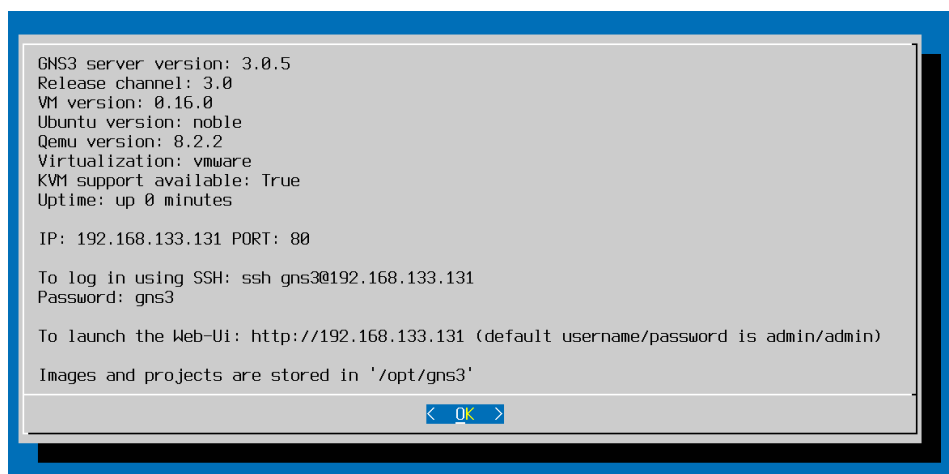 GNS3 server version: 3.0.5
Release channel: 3.0
VM version: 0.16.0
Ubuntu version: noble
Qemu version: 8.2.2
Virtualization: vmware
KVM support available: True
Uptime: up 0 minutes
IP: 192.168.133.131 PORT: 80
To log in using SSH: ssh gns3@192.168.133.131
Password: gns3
To launch the Web-Ui: http://192.168.133.131 (default username/password is admin/admin)
Images and projects are stored in '/opt/gns3'
< OK >